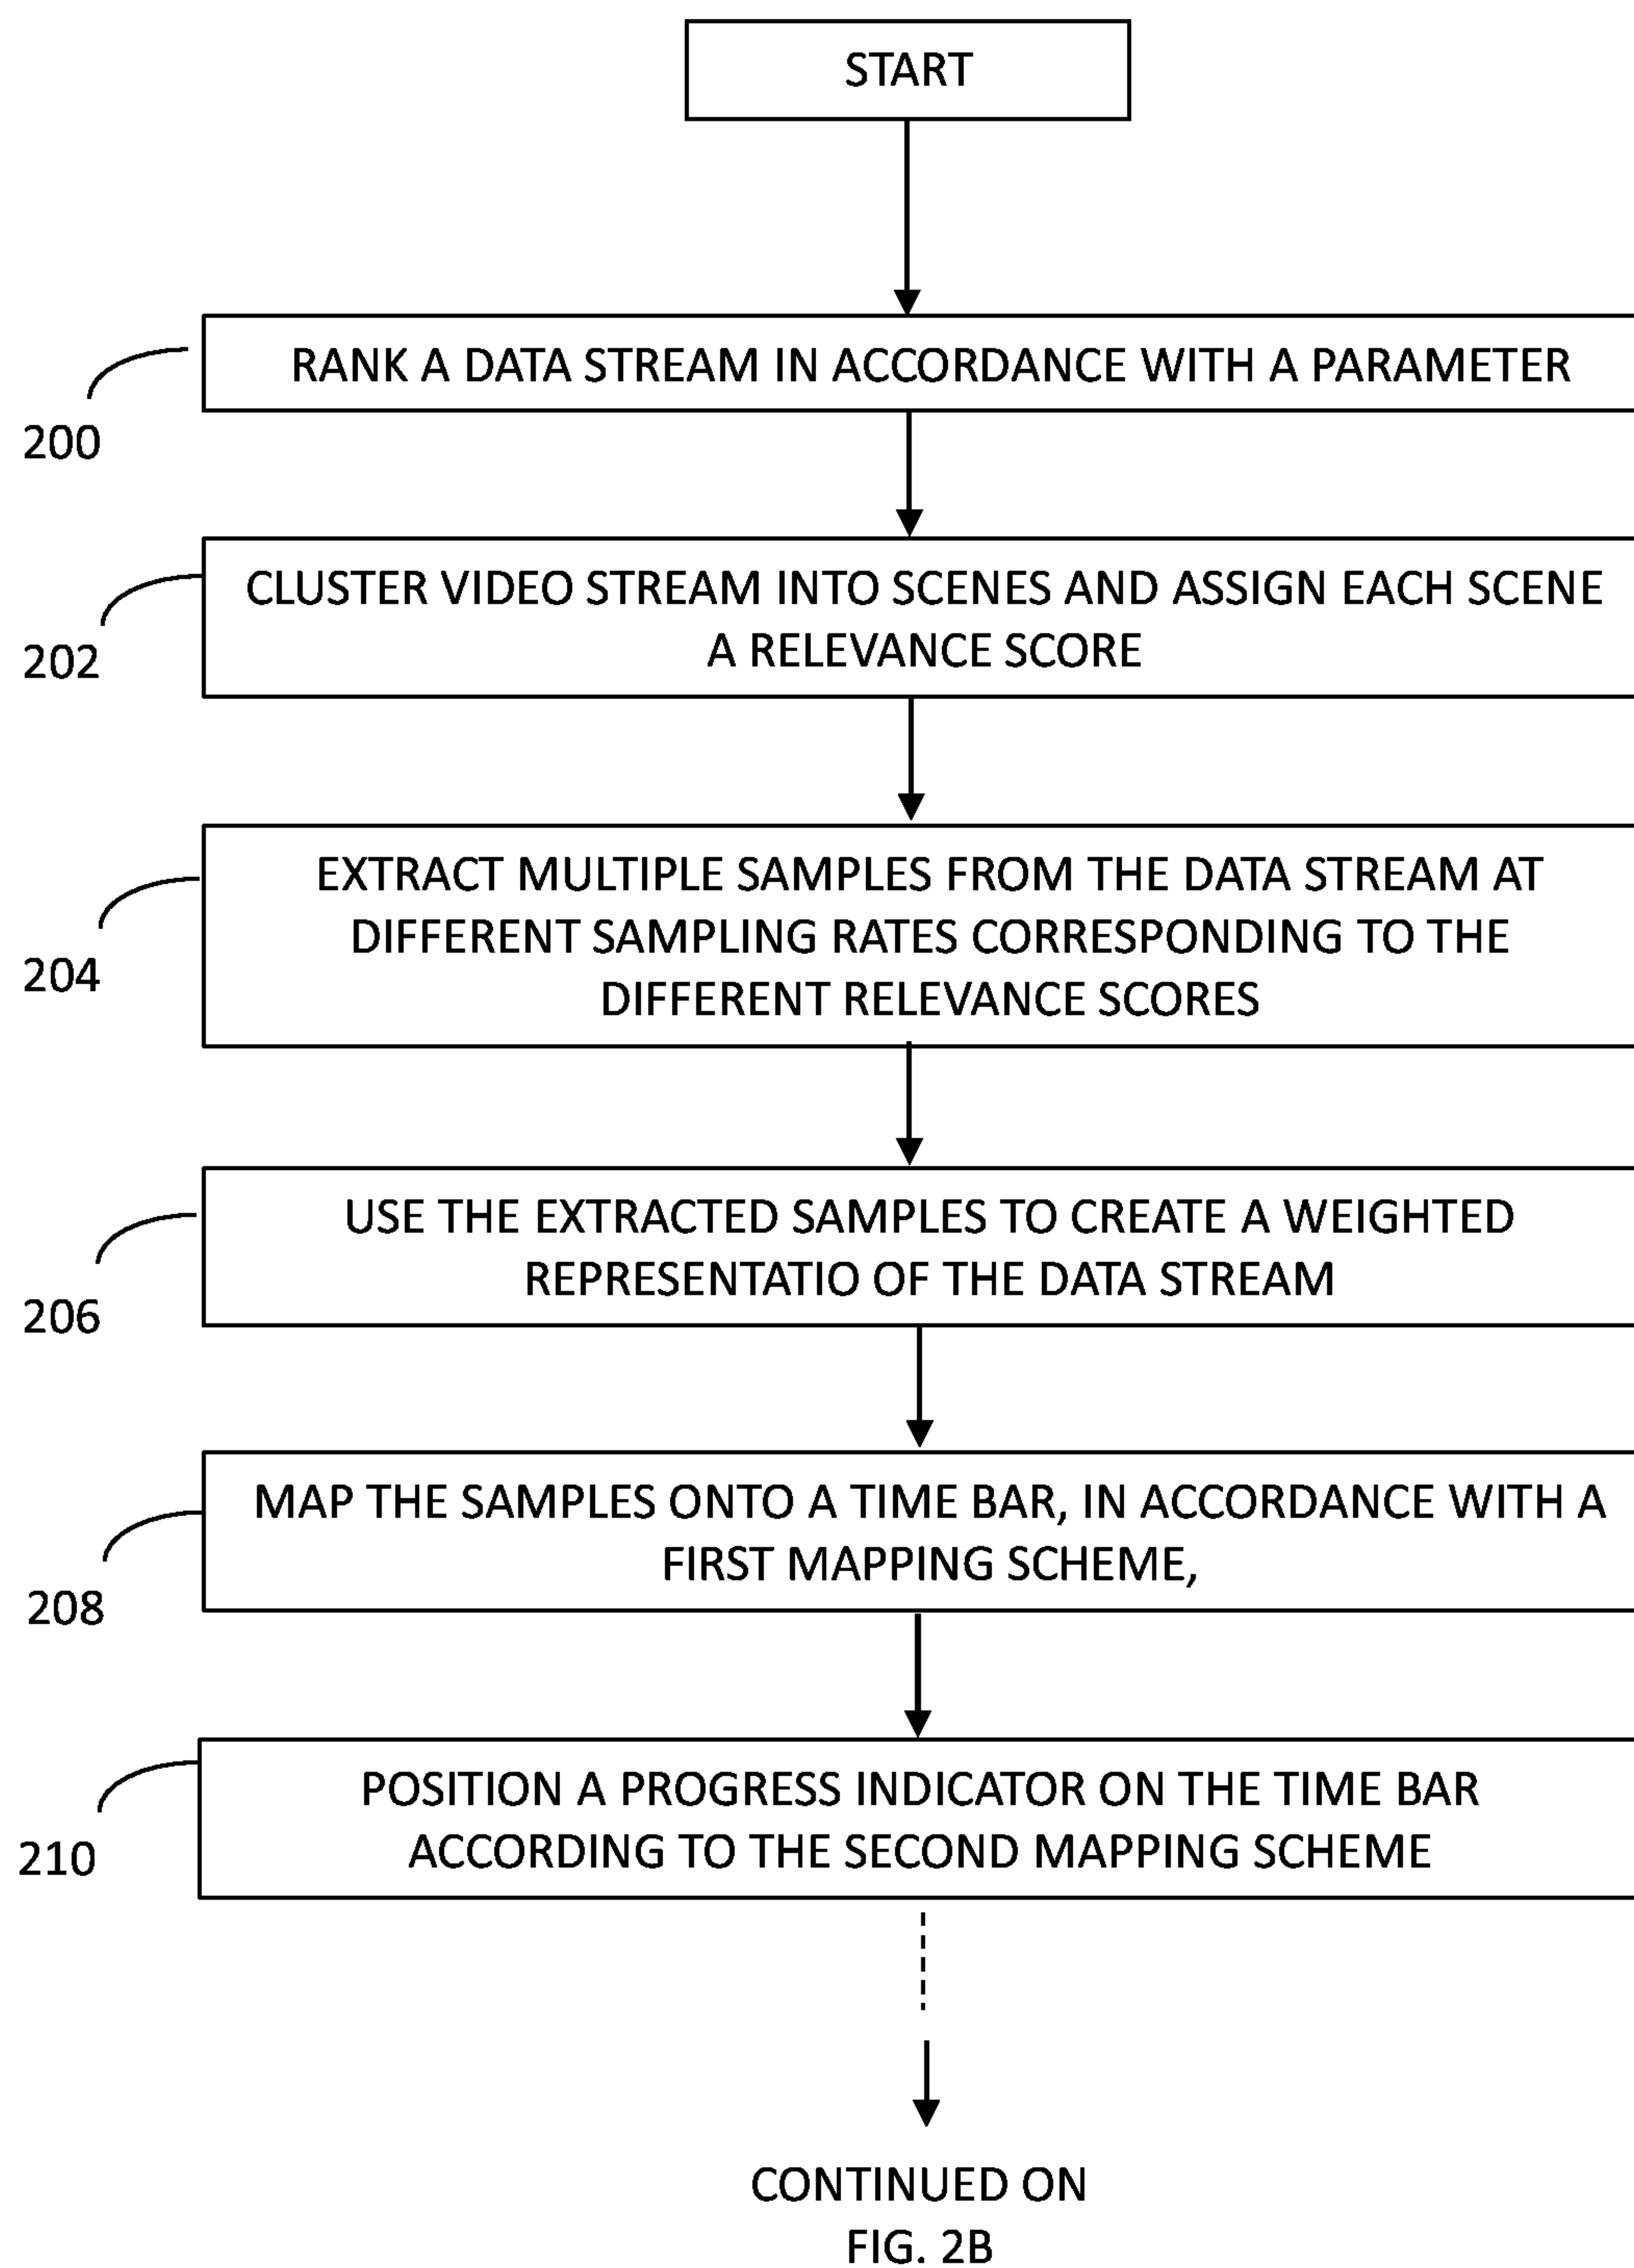 START
RANK A DATA STREAM IN ACCORDANCE WITH A PARAMETER
200
CLUSTER VIDEO STREAM INTO SCENES AND ASSIGN EACH SCENE
A RELEVANCE SCORE
202
EXTRACT MULTIPLE SAMPLES FROM THE DATA STREAM AT
DIFFERENT SAMPLING RATES CORRESPONDING TO THE
DIFFERENT RELEVANCE SCORES
204
USE THE EXTRACTED SAMPLES TO CREATE A WEIGHTED
REPRESENTATIO OF THE DATA STREAM
206
MAP THE SAMPLES ONTO A TIME BAR, IN ACCORDANCE WITH A
FIRST MAPPING SCHEME,
208
POSITION A PROGRESS INDICATOR ON THE TIME BAR
ACCORDING TO THE SECOND MAPPING SCHEME
210
CONTINUED ON
FIG. 2B